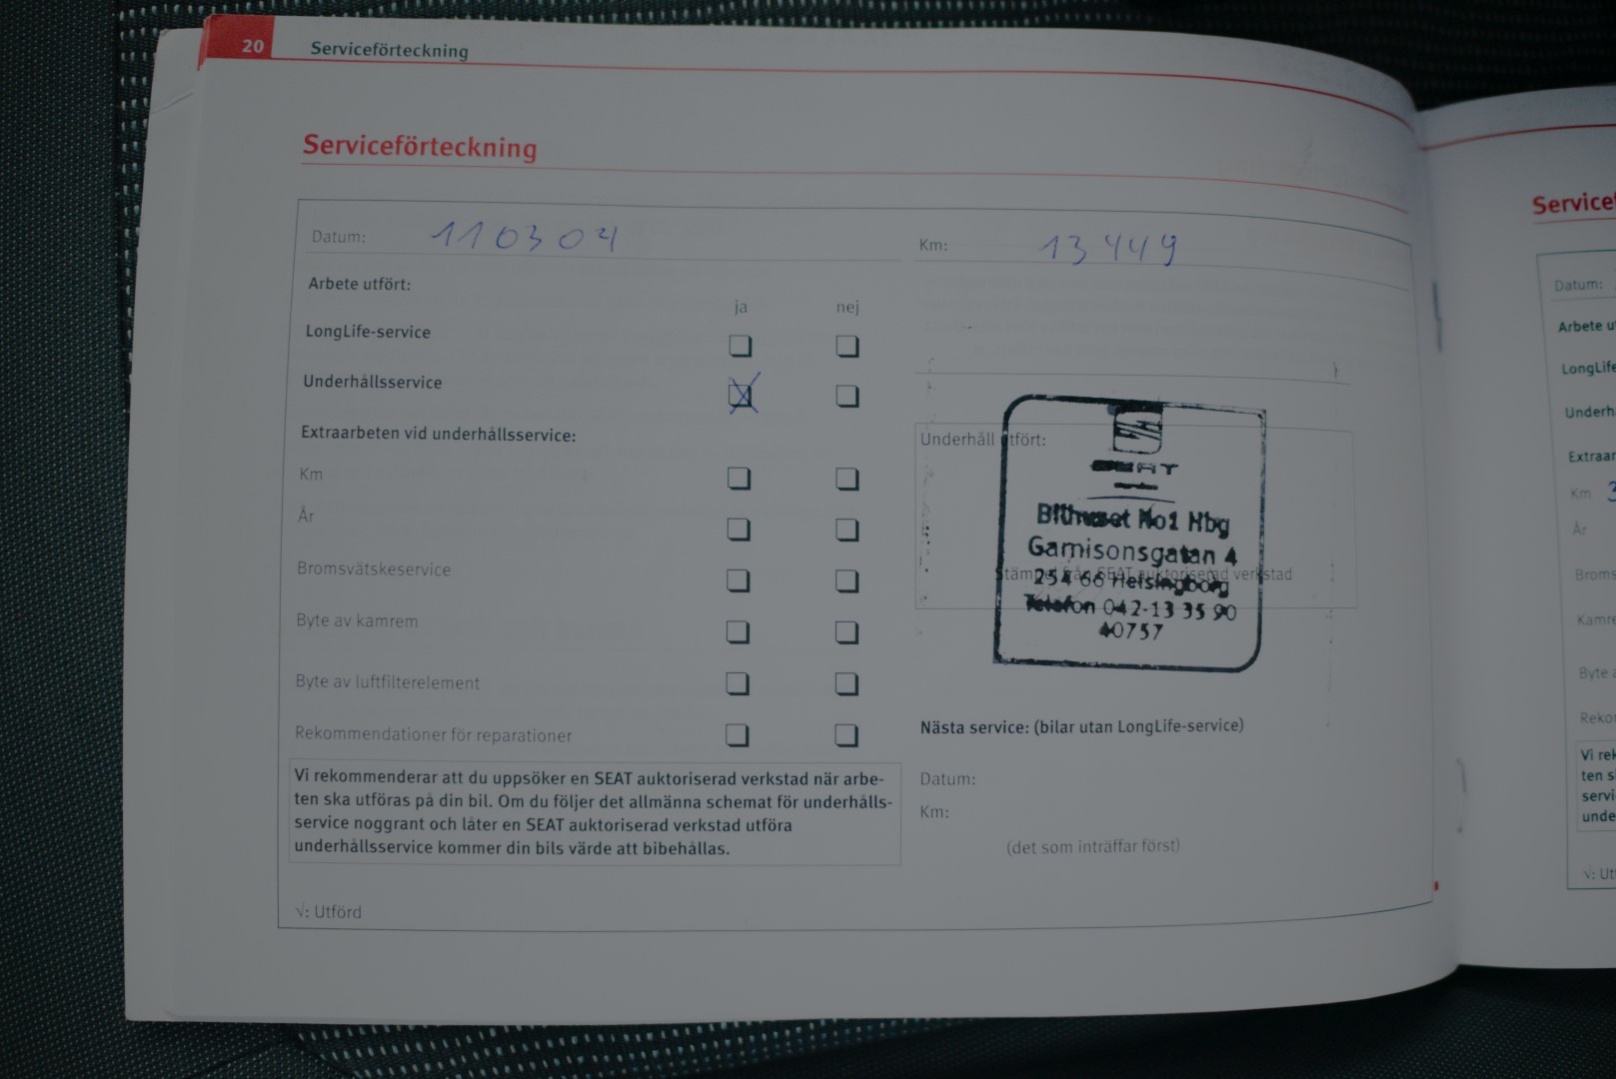 20 Serviceförteckning
Serviceförteckning
Datum: 110304
Km: 13449
Arbete utfört:
ja nej
LongLife-service
Underhållsservice
Extraarbeten vid underhållsservice:
Km
År
Bromsvätskeservice
Byte av kamrem
Byte av luftfilterelement
Rekommendationer för reparationer
Vi rekommenderar att du uppsöker en SEAT auktoriserad verkstad när arbe-
ten ska utföras på din bil. Om du följer det allmänna schemat för underhålls-
service noggrant och låter en SEAT auktoriserad verkstad utföra
underhållsservice kommer din bils värde att bibehållas.
√: Utförd
Underhåll utfört:
SEAT
Bilhuset No1 Hbg
Garnisonsgatan 4
Stämpel från SEAT auktoriserad verkstad
254 66 Helsingborg
Telefon 042-13 35 90
40757
Nästa service: (bilar utan LongLife-service)
Datum:
Km:
(det som inträffar först)
Service
Datum:
Arbete u
LongLife
Underh
Extraar
Km 3
År
Broms
Kamre
Byte a
Reko
Vi rek
ten s
servi
unde
√: Ut